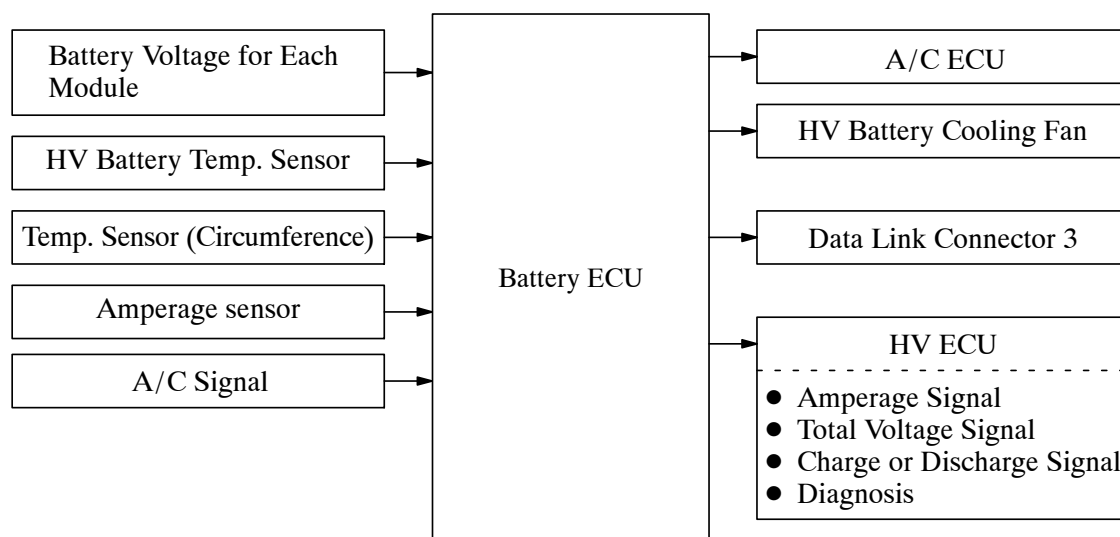 Battery Voltage for Each
Module
HV Battery Temp. Sensor
Temp. Sensor (Circumference)
Amperage sensor
A/C Signal
Battery ECU
A/C ECU
HV Battery Cooling Fan
Data Link Connector 3
HV ECU
● Amperage Signal
● Total Voltage Signal
● Charge or Discharge Signal
● Diagnosis